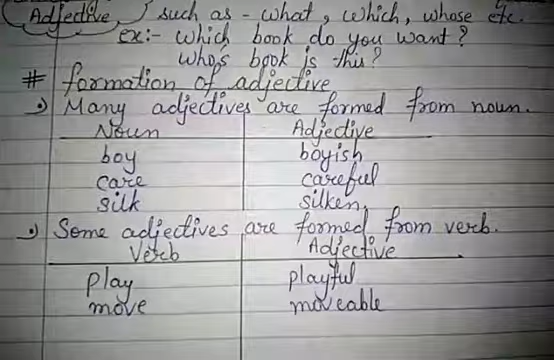 Adjective / such as - what, which, whose etc.
ex:- Which book do you want?
Who's book is this?
# formation of adjective
Many adjectives are formed from noun.
Noun Adjective
boy boyish
care careful
silk silken
Some adjectives are formed from verb.
Verb Adjective
play playful
move moveable